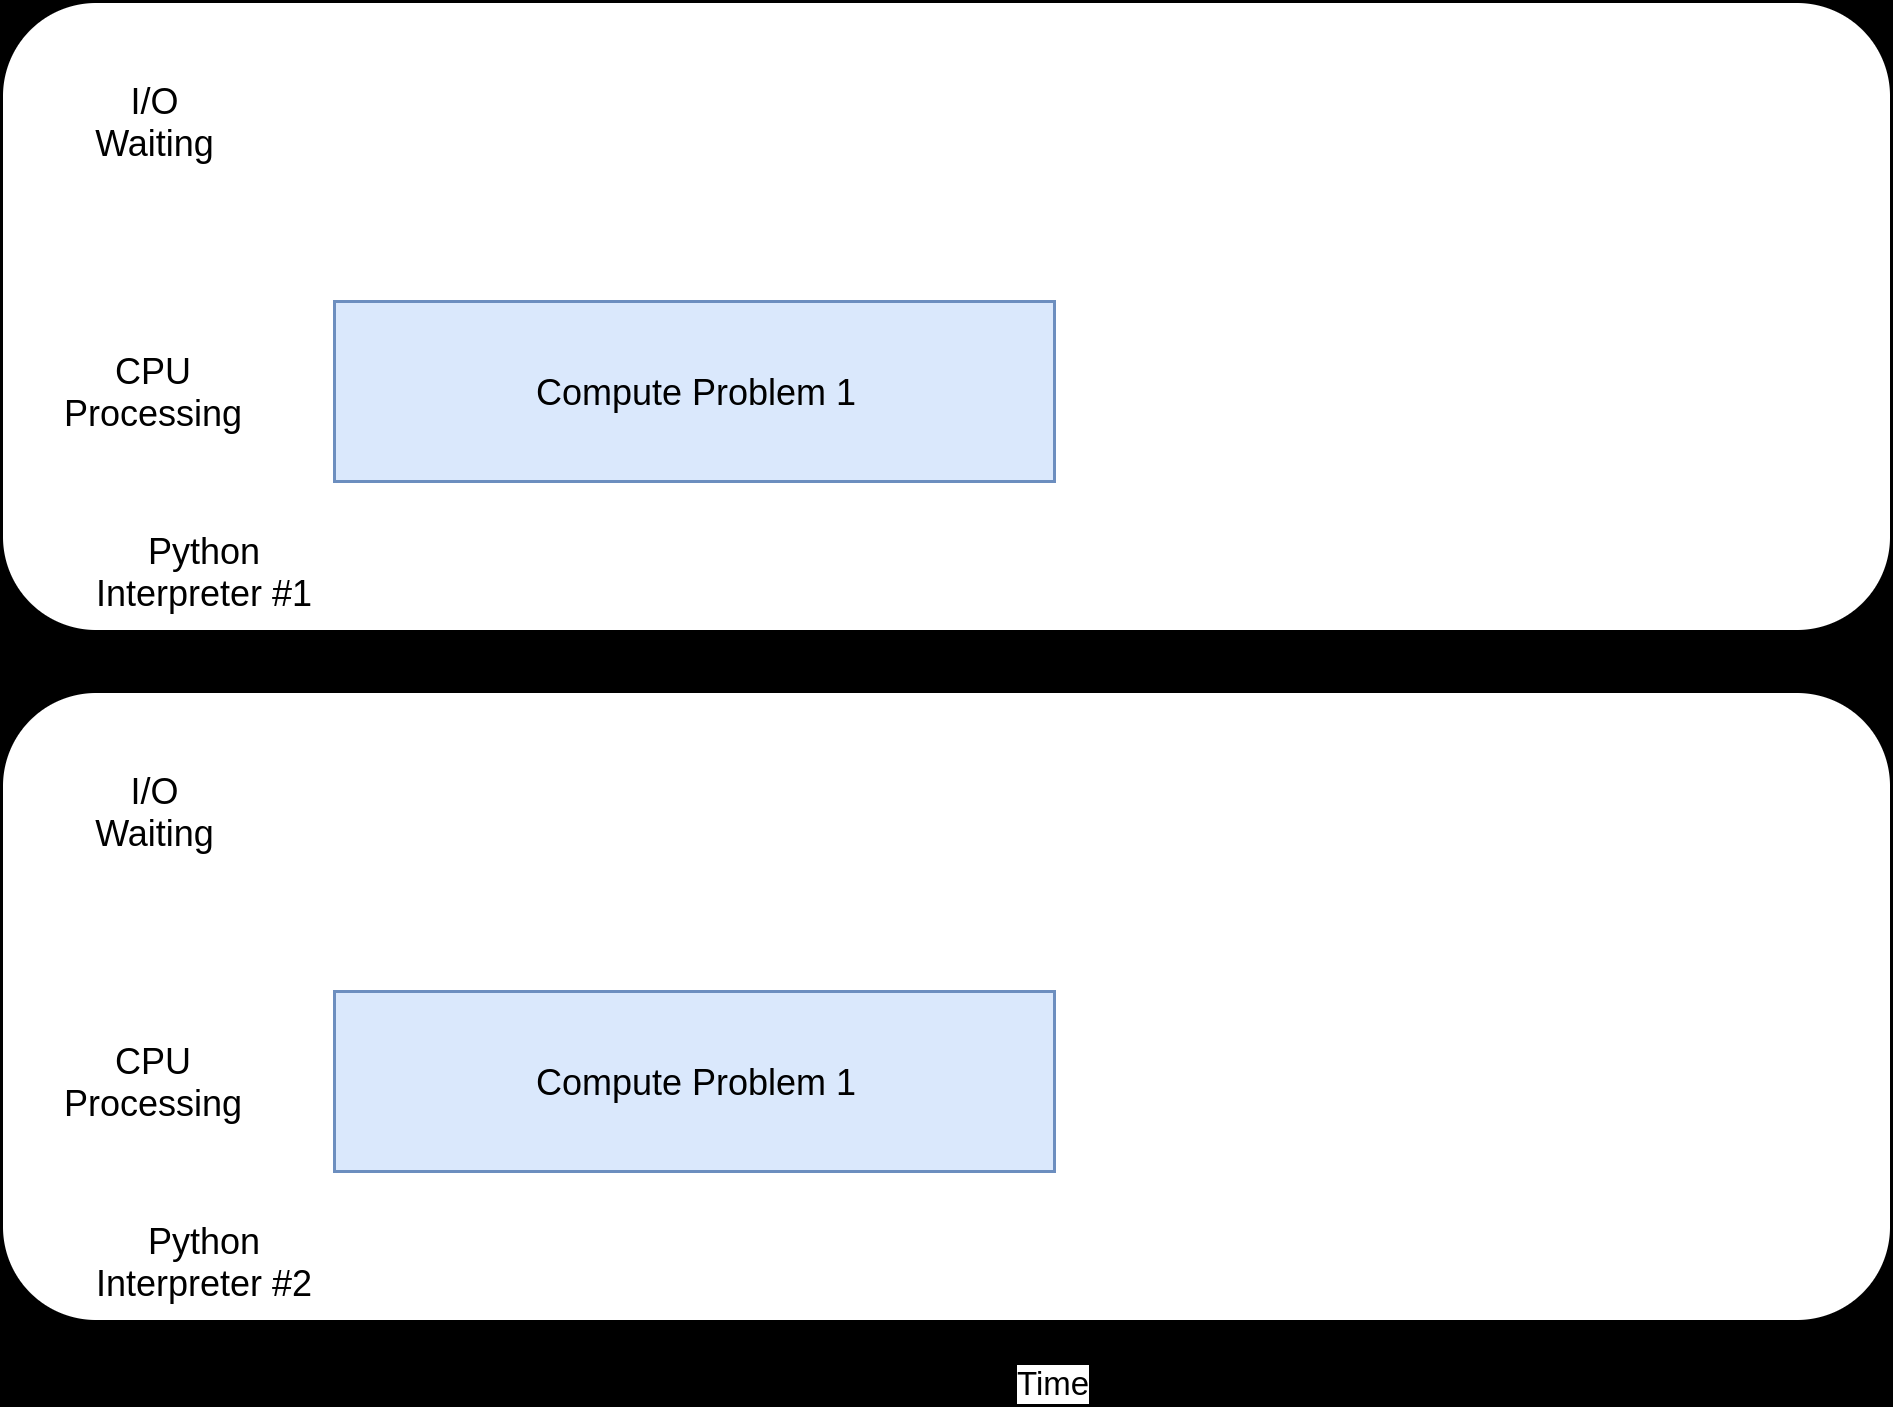 I/O
Waiting
CPU
Processing
Compute Problem 1
Python
Interpreter #1
I/O
Waiting
CPU
Processing
Compute Problem 1
Python
Interpreter #2
Time